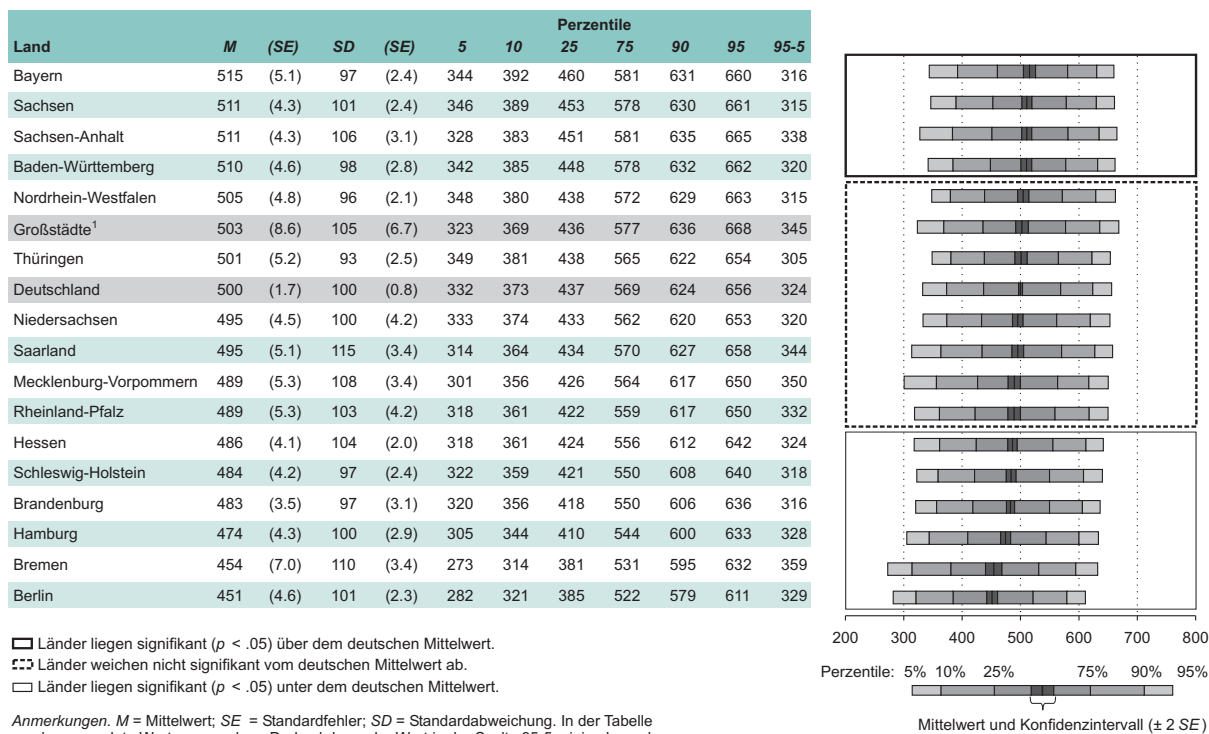 Perzentile
Land M (SE) SD (SE) 5 10 25 75 90 95 95-5
Bayern 515 (5.1) 97 (2.4) 344 392 460 581 631 660 316
Sachsen 511 (4.3) 101 (2.4) 346 389 453 578 630 661 315
Sachsen-Anhalt 511 (4.3) 106 (3.1) 328 383 451 581 635 665 338
Baden-Württemberg 510 (4.6) 98 (2.8) 342 385 448 578 632 662 320
Nordrhein-Westfalen 505 (4.8) 96 (2.1) 348 380 438 572 629 663 315
Großstädte¹ 503 (8.6) 105 (6.7) 323 369 436 577 636 668 345
Thüringen 501 (5.2) 93 (2.5) 349 381 438 565 622 654 305
Deutschland 500 (1.7) 100 (0.8) 332 373 437 569 624 656 324
Niedersachsen 495 (4.5) 100 (4.2) 333 374 433 562 620 653 320
Saarland 495 (5.1) 115 (3.4) 314 364 434 570 627 658 344
Mecklenburg-Vorpommern 489 (5.3) 108 (3.4) 301 356 426 564 617 650 350
Rheinland-Pfalz 489 (5.3) 103 (4.2) 318 361 422 559 617 650 332
Hessen 486 (4.1) 104 (2.0) 318 361 424 556 612 642 324
Schleswig-Holstein 484 (4.2) 97 (2.4) 322 359 421 550 608 640 318
Brandenburg 483 (3.5) 97 (3.1) 320 356 418 550 606 636 316
Hamburg 474 (4.3) 100 (2.9) 305 344 410 544 600 633 328
Bremen 454 (7.0) 110 (3.4) 273 314 381 531 595 632 359
Berlin 451 (4.6) 101 (2.3) 282 321 385 522 579 611 329
200 300 400 500 600 700 800
Perzentile: 5% 10% 25% 75% 90% 95%
Mittelwert und Konfidenzintervall (± 2 SE)
Länder liegen signifikant (p < .05) über dem deutschen Mittelwert.
Länder weichen nicht signifikant vom deutschen Mittelwert ab.
Länder liegen signifikant (p < .05) unter dem deutschen Mittelwert.
Anmerkungen. M = Mittelwert; SE = Standardfehler; SD = Standardabweichung. In der Tabelle